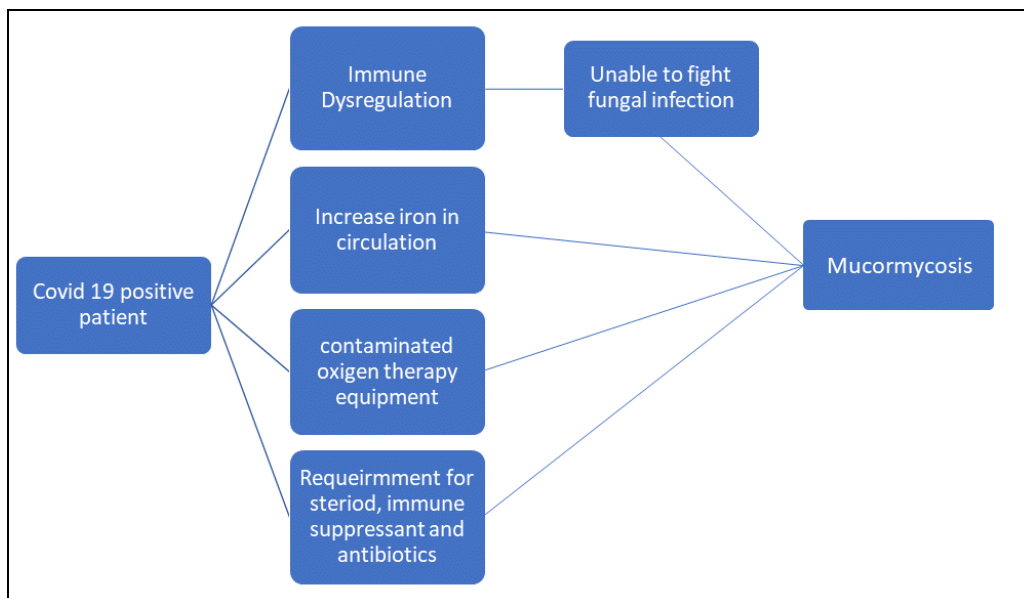 Immune
Dysregulation
Unable to fight
fungal infection
Increase iron in
circulation
Covid 19 positive
patient
Mucormycosis
contaminated
oxigen therapy
equipment
Requeirmment for
steriod, immune
suppressant and
antibiotics